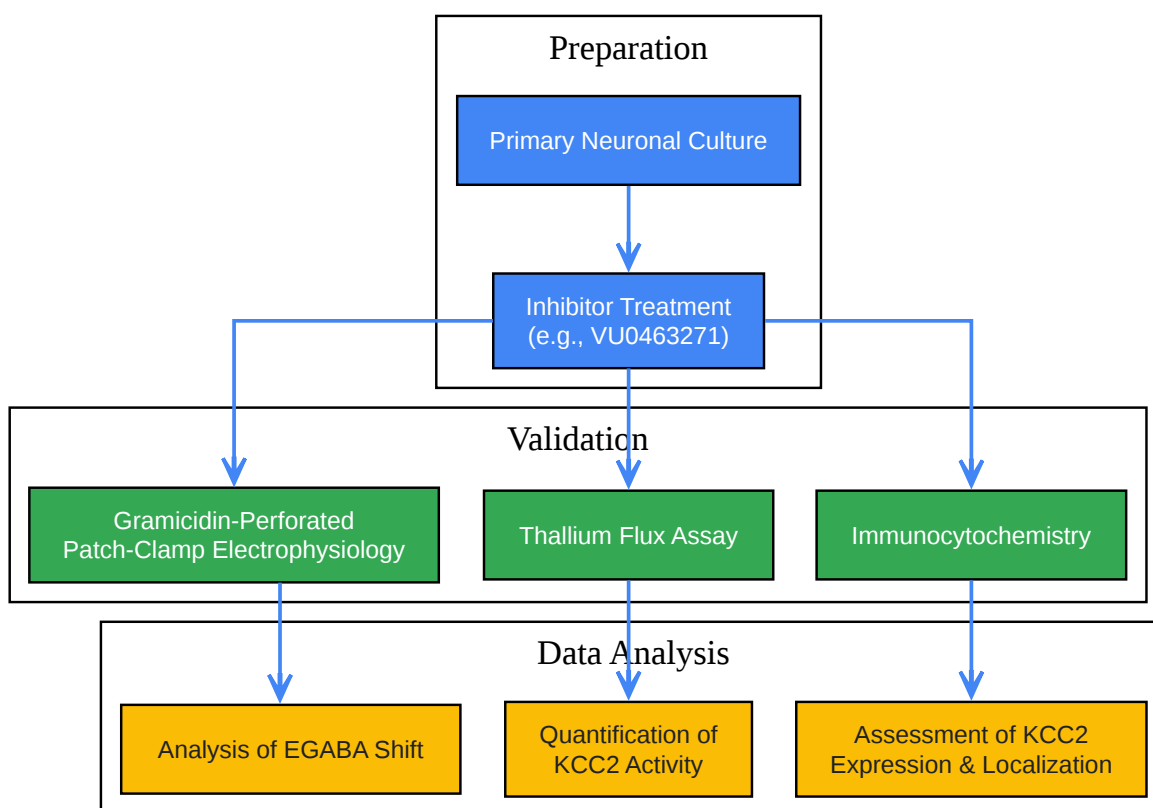 Preparation
Primary Neuronal Culture
Inhibitor Treatment
(e.g., VU0463271)
Validation
Gramicidin-Perforated
Patch-Clamp Electrophysiology
Thallium Flux Assay
Immunocytochemistry
Data Analysis
Analysis of EGABA Shift
Quantification of
KCC2 Activity
Assessment of KCC2
Expression & Localization